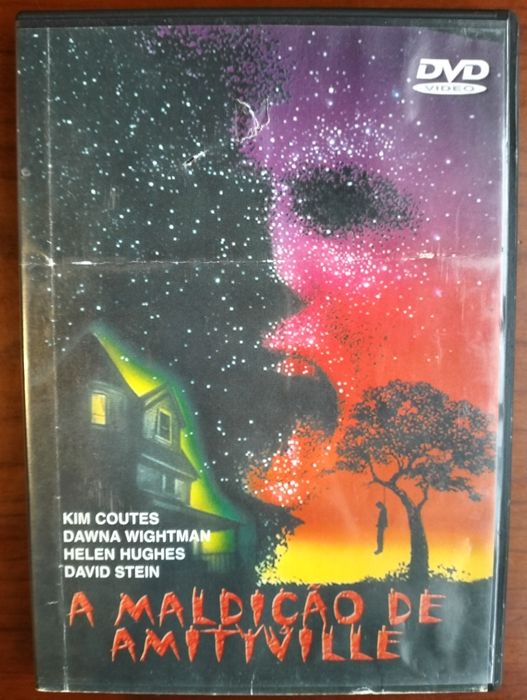 DVD
VIDEO
KIM COUTES
DAWNA WIGHTMAN
HELEN HUGHES
DAVID STEIN
A MALDIÇÃO DE
AMITYVILLE